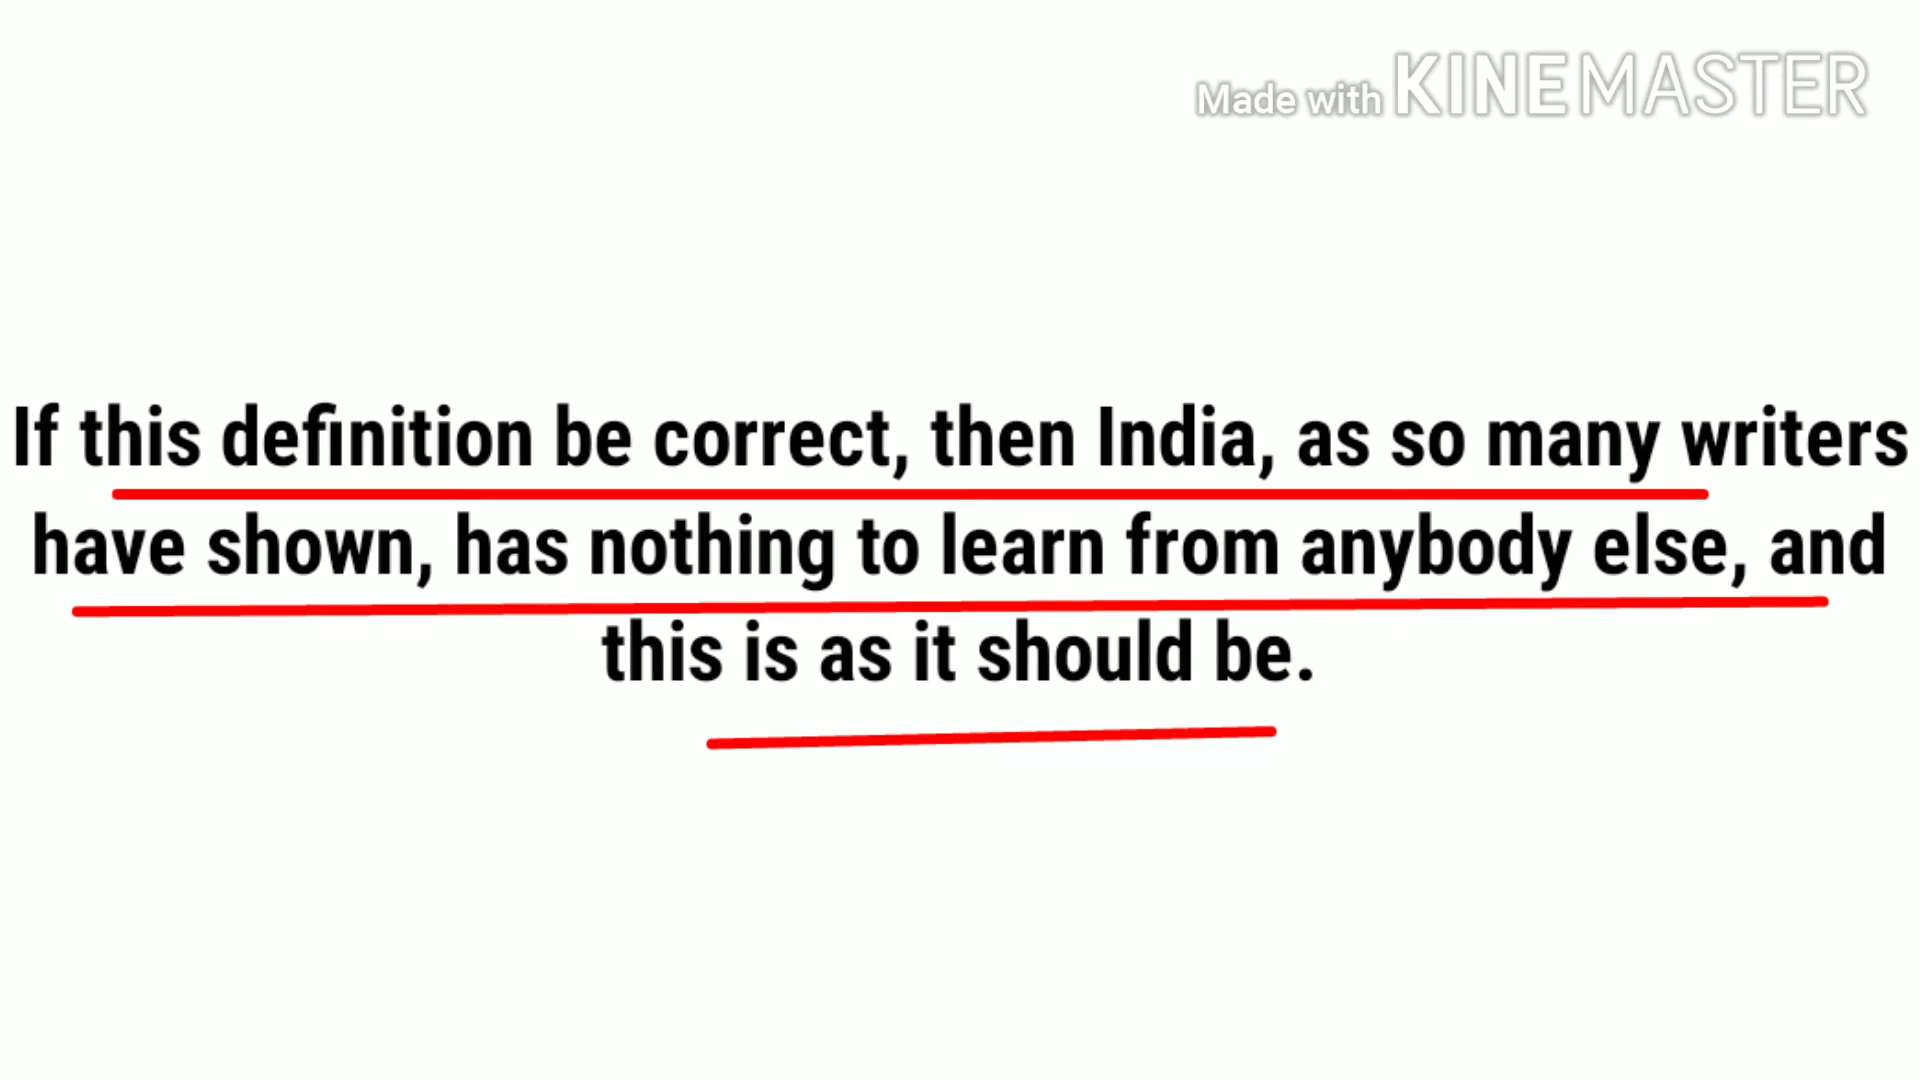 Made with KINEMASTER
If this definition be correct, then India, as so many writers
have shown, has nothing to learn from anybody else, and
this is as it should be.